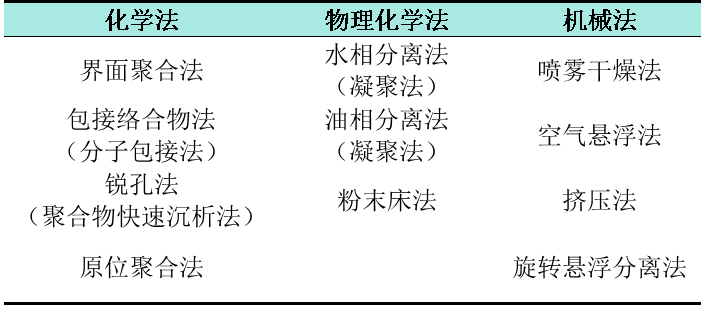 化学法 物理化学法 机械法
界面聚合法 水相分离法
（凝聚法） 喷雾干燥法
包接络合物法
（分子包接法） 油相分离法
（凝聚法） 空气悬浮法
锐孔法
（聚合物快速沉析法） 粉末床法 挤压法
原位聚合法 旋转悬浮分离法